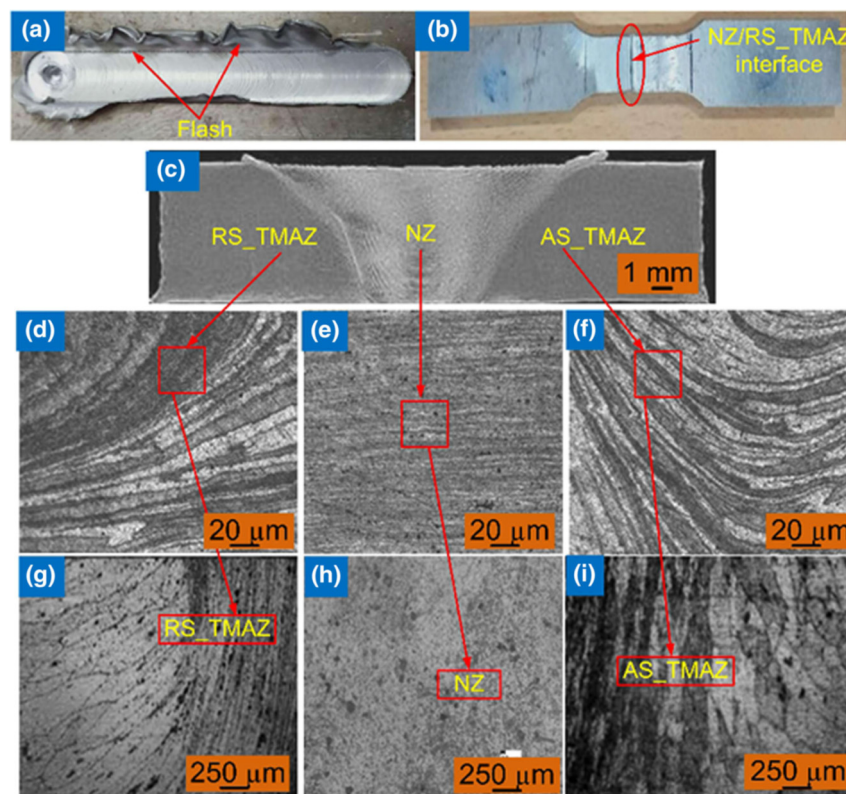 (a)
Flash
(b)
NZ/RS_TMAZ
interface
(c)
RS_TMAZ
NZ
AS_TMAZ
1 mm
(d)
20 μm
(e)
20 μm
(f)
20 μm
(g)
RS_TMAZ
250 μm
(h)
NZ
250 μm
(i)
AS_TMAZ
250 μm